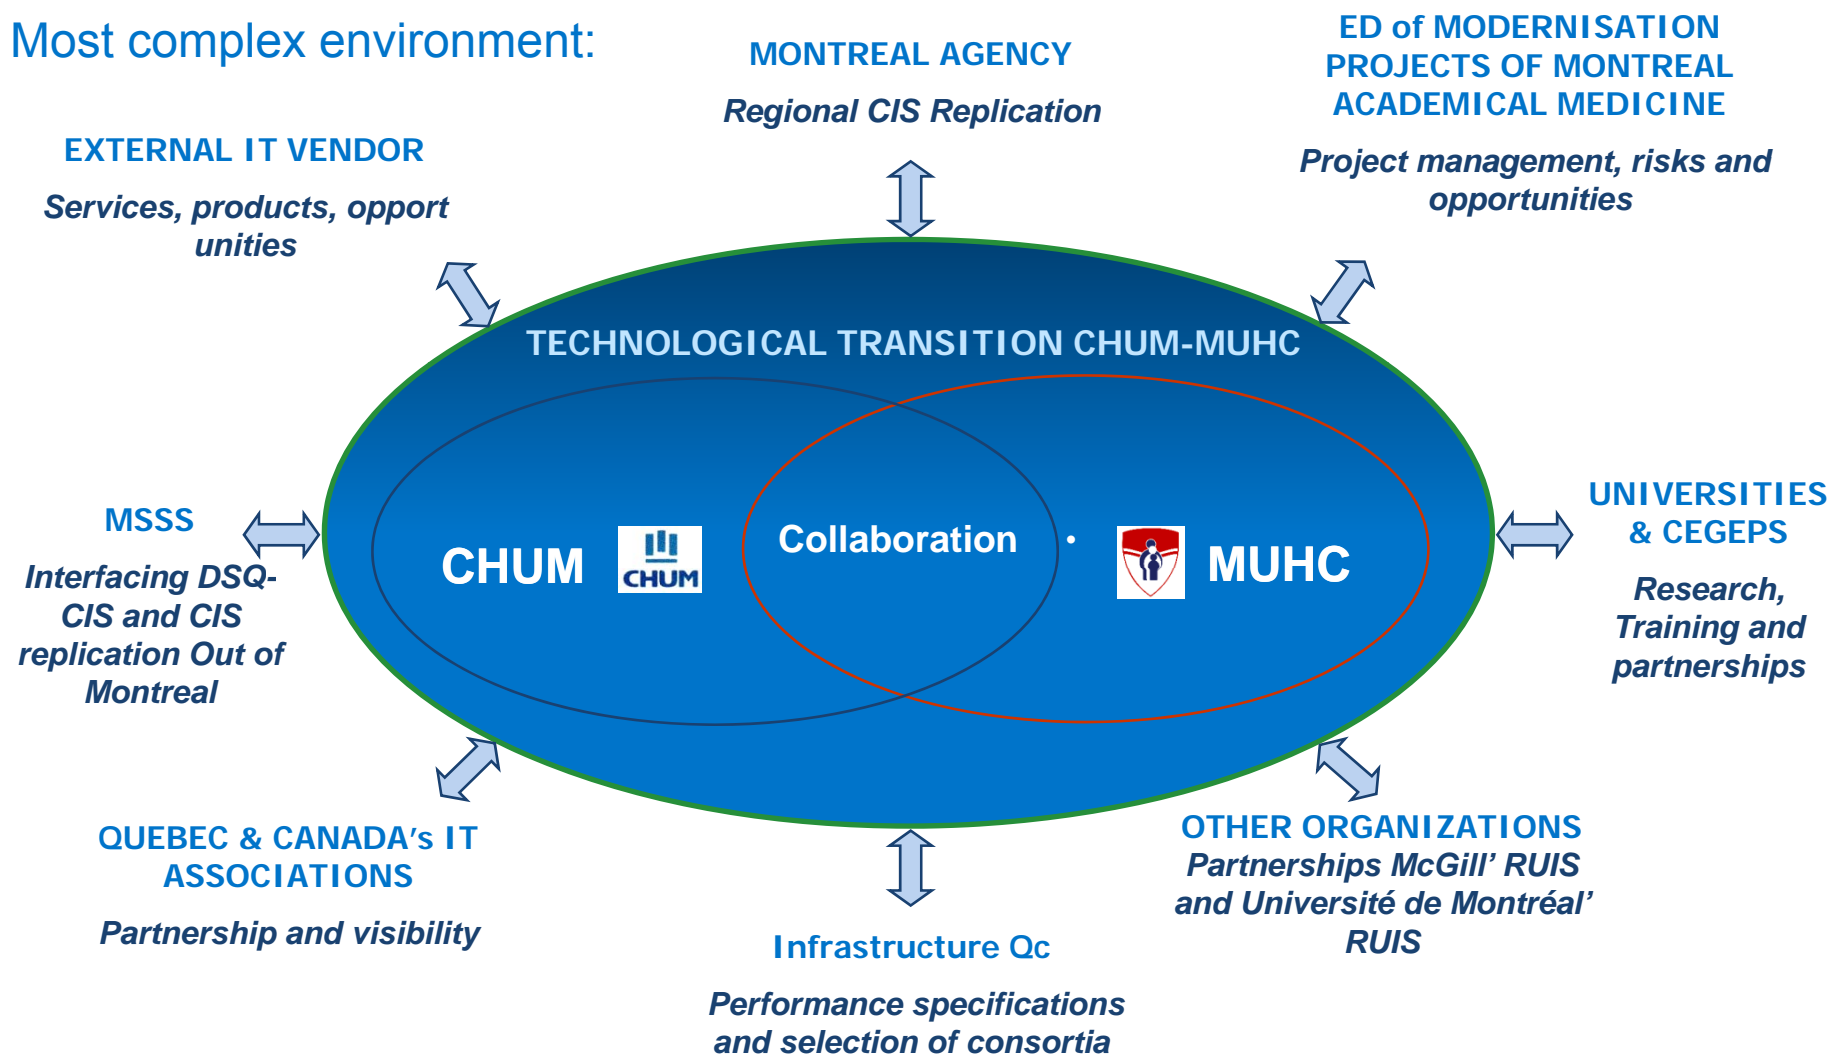 Most complex environment:
MONTREAL AGENCY
Regional CIS Replication
ED of MODERNISATION
PROJECTS OF MONTREAL
ACADEMICAL MEDICINE
Project management, risks and
opportunities
EXTERNAL IT VENDOR
Services, products, opport
unities
TECHNOLOGICAL TRANSITION CHUM-MUHC
MSSS
Interfacing DSQ-
CIS and CIS
replication Out of
Montreal
CHUM
CHUM
Collaboration
·
MUHC
UNIVERSITIES
& CEGEPS
Research,
Training and
partnerships
QUEBEC & CANADA's IT
ASSOCIATIONS
Partnership and visibility
Infrastructure Qc
Performance specifications
and selection of consortia
OTHER ORGANIZATIONS
Partnerships McGill' RUIS
and Université de Montréal'
RUIS